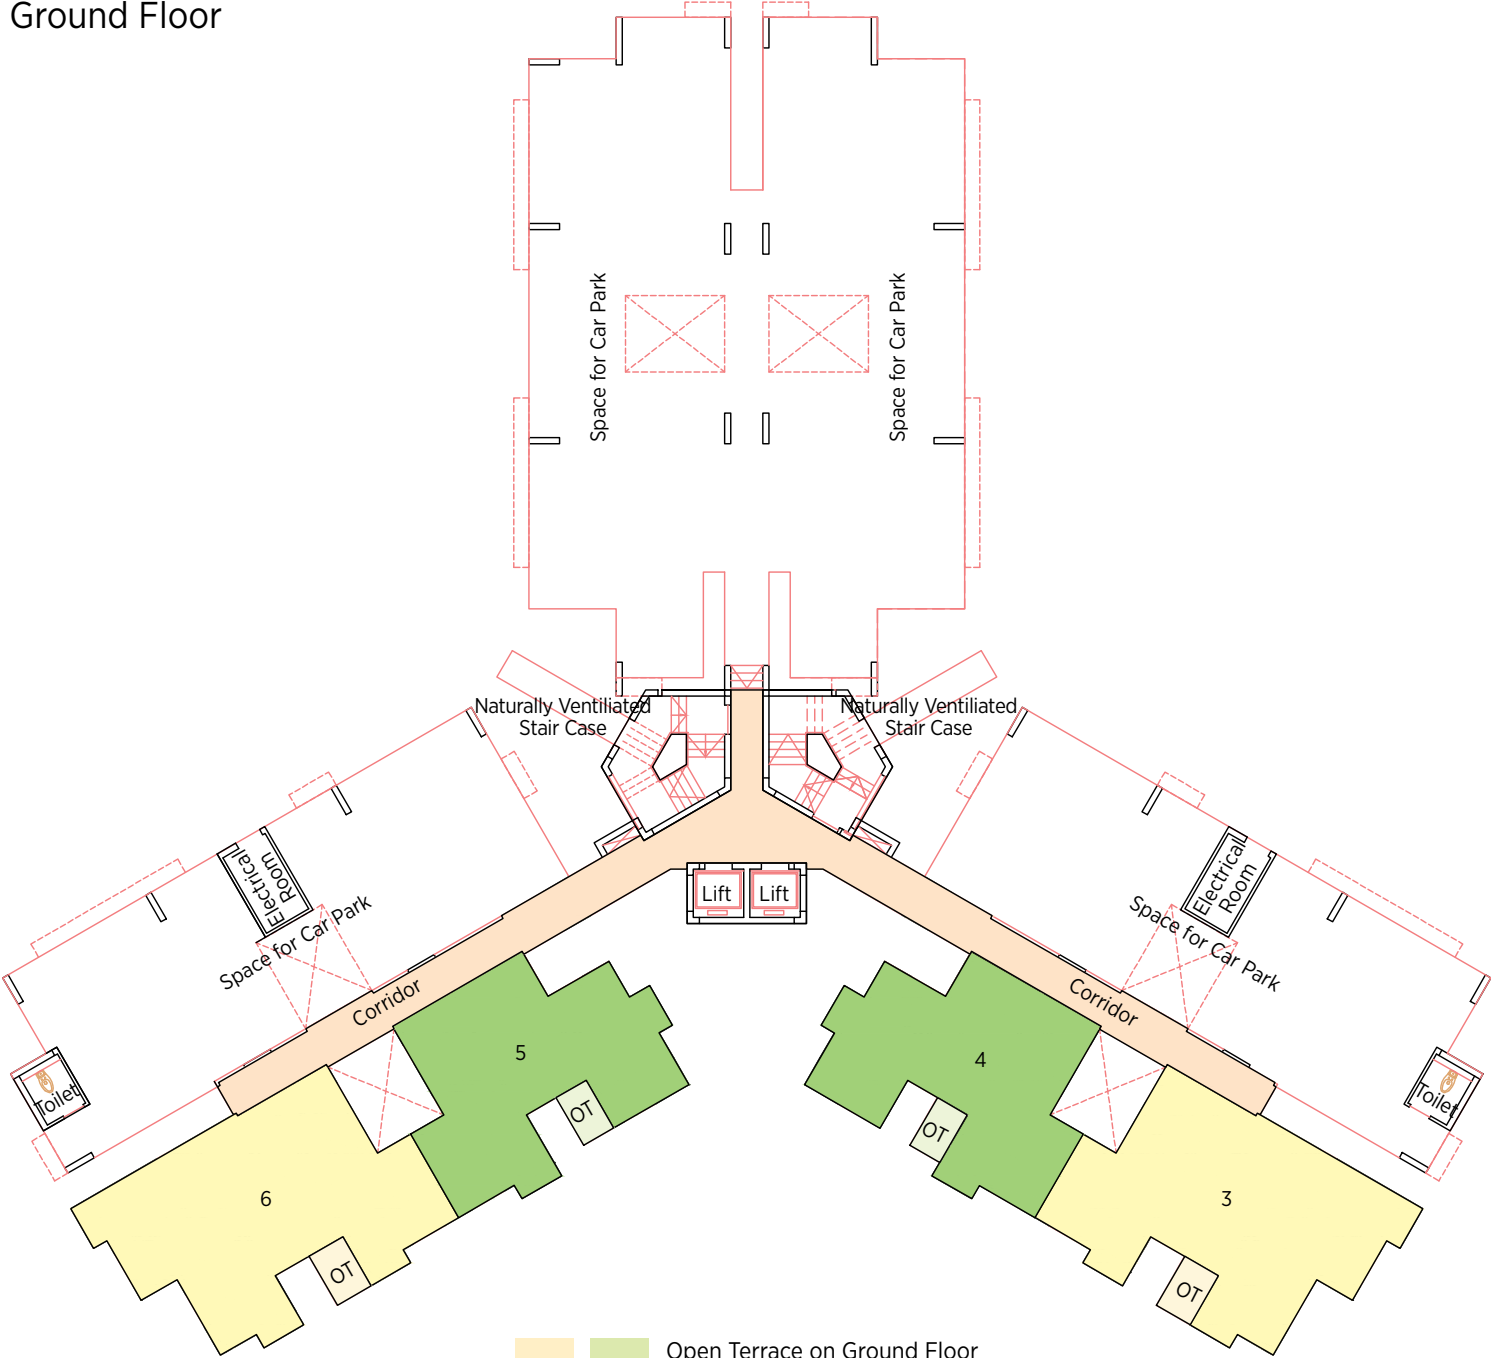 Ground Floor
Space for Car Park
Space for Car Park
Naturally Ventiliated
Stair Case
Naturally Ventiliated
Stair Case
Electrical
Room
Electrical
Room
Lift
Lift
Space for Car Park
Space for Car Park
Corridor
Corridor
5
4
Toilet
Toilet
OT
OT
6
3
OT
OT
Open Terrace on Ground Floor